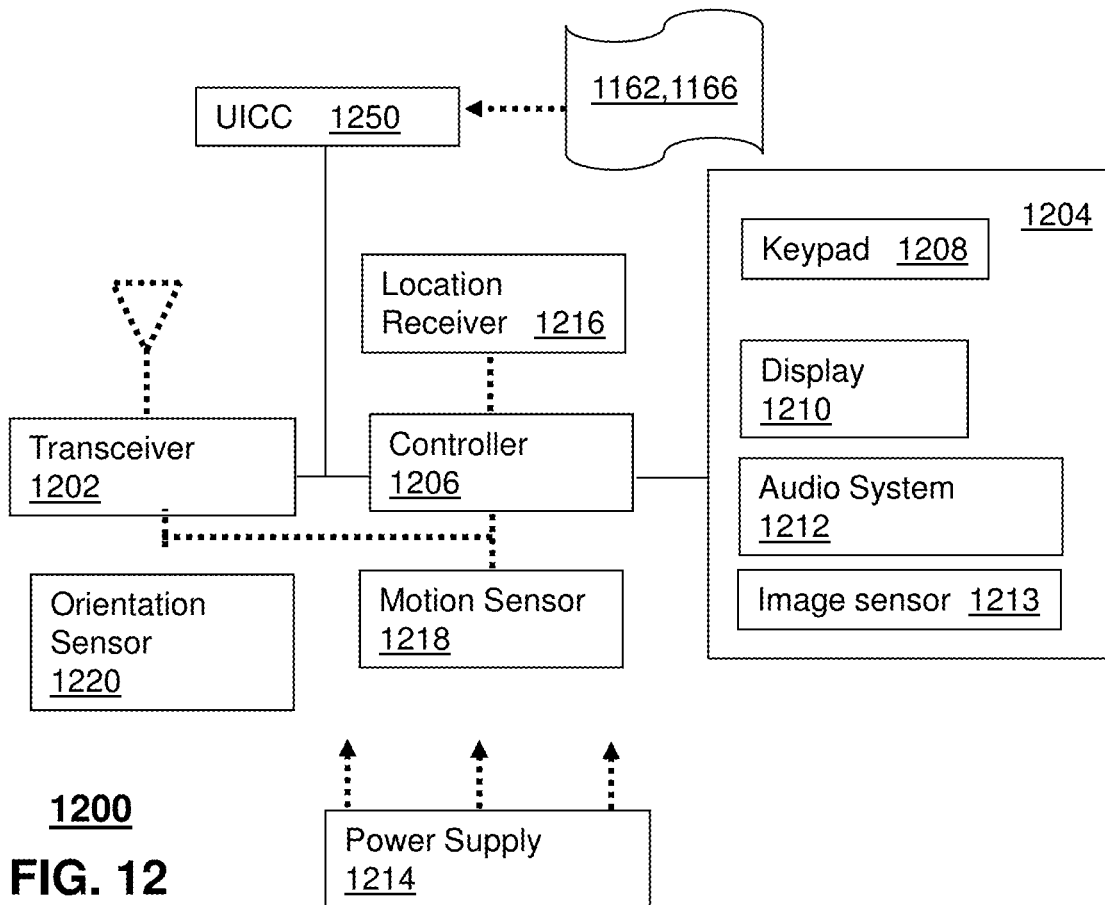 1162,1166
UICC 1250
1204
Keypad 1208
Location
Receiver 1216
Display
1210
Transceiver
1202
Controller
1206
Audio System
1212
Orientation
Sensor
1220
Motion Sensor
1218
Image sensor 1213
1200
FIG. 12
Power Supply
1214